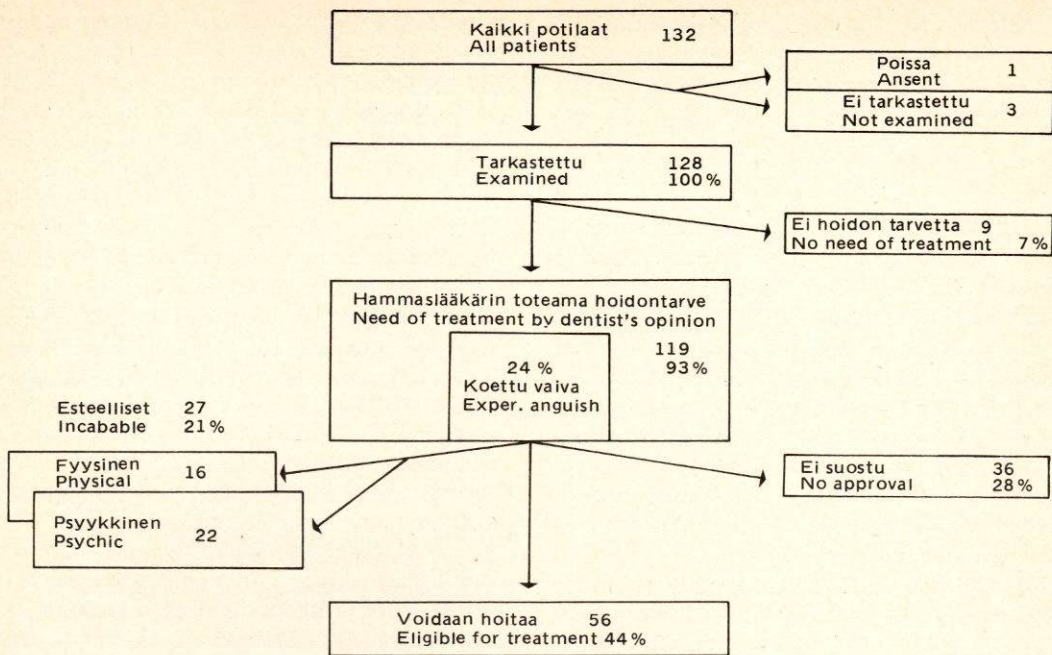 Kaikki potilaat 132
All patients
Poissa 1
Ansent
Ei tarkastettu 3
Not examined
Tarkastettu 128
Examined 100%
Ei hoidon tarvetta 9
No need of treatment 7%
Hammaslääkärin toteama hoidontarve
Need of treatment by dentist's opinion
119
24 % 93%
Koettu vaiva
Exper. anguish
Esteelliset 27
Incabable 21%
Fyysinen 16
Physical
Psyykkinen 22
Psychic
Ei suostu 36
No approval 28%
Voidaan hoitaa 56
Eligible for treatment 44%